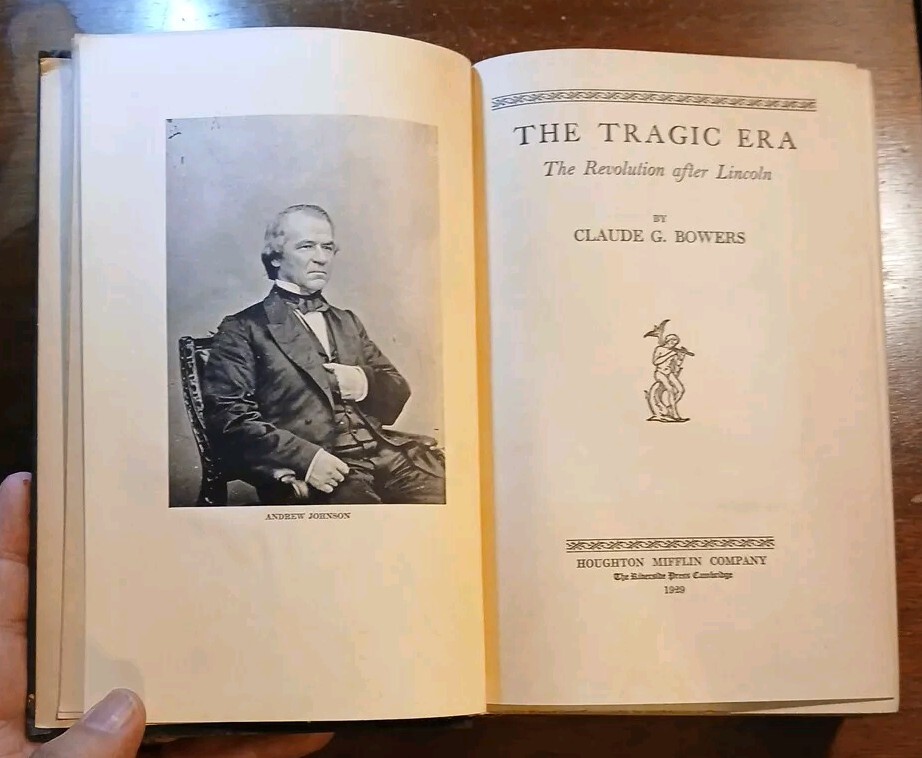 ANDREW JOHNSON
THE TRAGIC ERA
The Revolution after Lincoln
BY
CLAUDE G. BOWERS
HOUGHTON MIFFLIN COMPANY
The Riverside Press Cambridge
1929